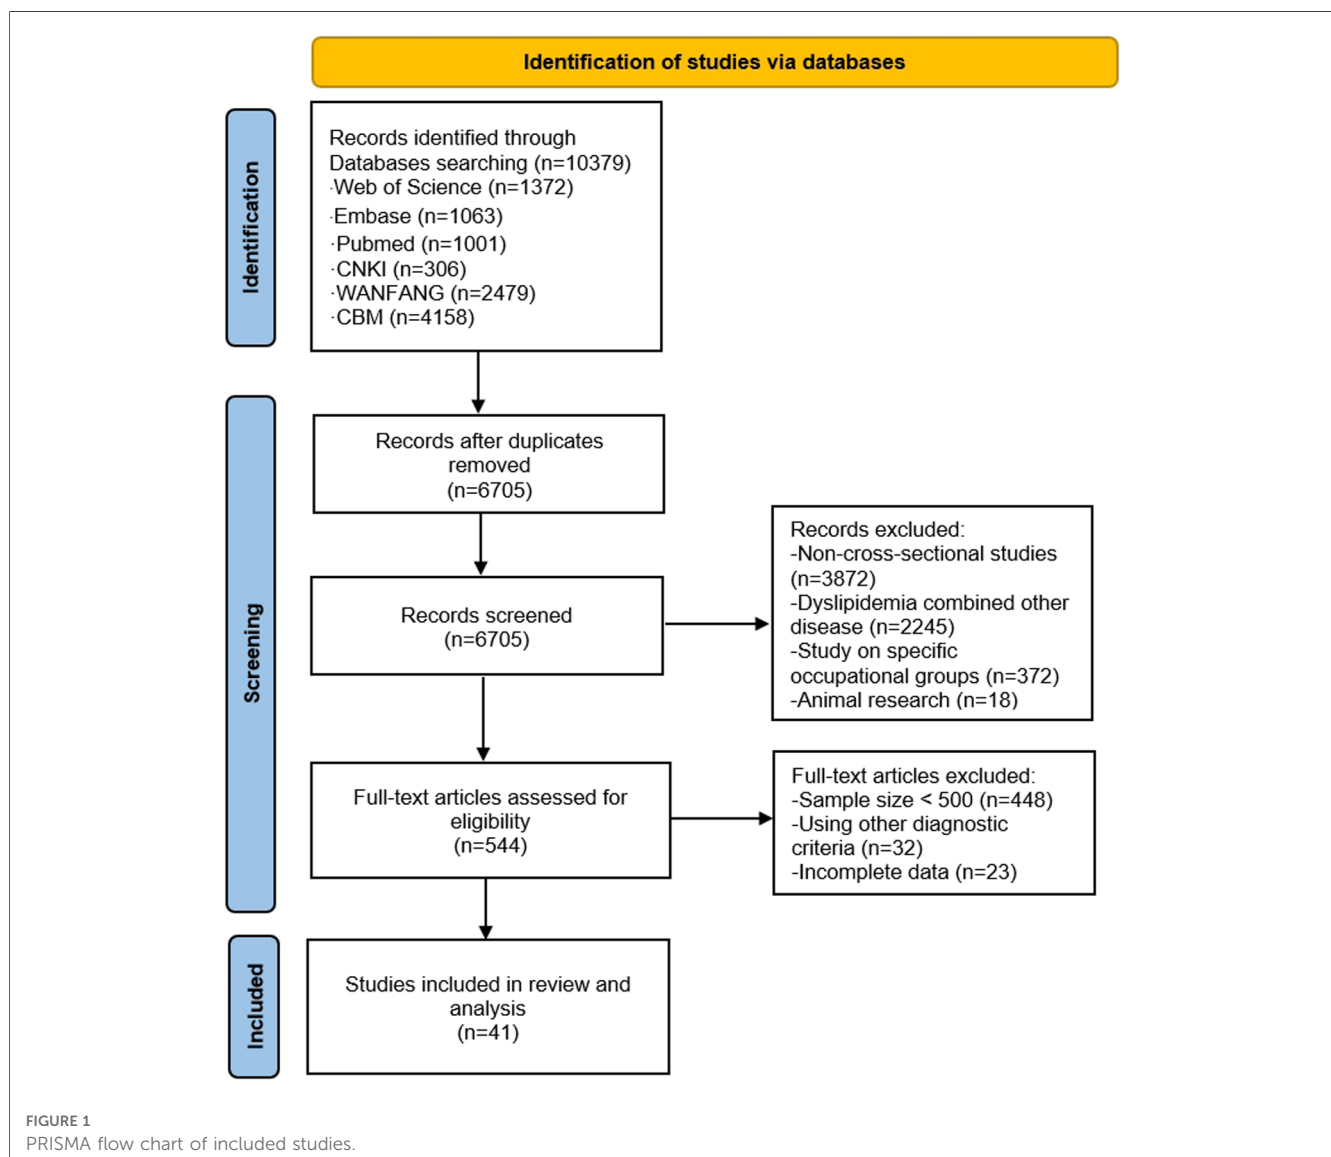 Identification of studies via databases
Identification
Records identified through
Databases searching (n=10379)
·Web of Science (n=1372)
·Embase (n=1063)
·Pubmed (n=1001)
·CNKI (n=306)
·WANFANG (n=2479)
·CBM (n=4158)
Screening
Records after duplicates
removed
(n=6705)
Records screened
(n=6705)
Records excluded:
-Non-cross-sectional studies
(n=3872)
-Dyslipidemia combined other
disease (n=2245)
-Study on specific
occupational groups (n=372)
-Animal research (n=18)
Full-text articles assessed for
eligibility
(n=544)
Full-text articles excluded:
-Sample size < 500 (n=448)
-Using other diagnostic
criteria (n=32)
-Incomplete data (n=23)
Included
Studies included in review and
analysis
(n=41)
FIGURE 1
PRISMA flow chart of included studies.